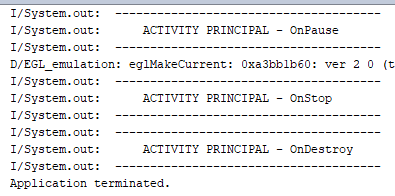 I/System.out:  --------------------------------------
I/System.out:      ACTIVITY PRINCIPAL - OnPause
I/System.out:  --------------------------------------
D/EGL_emulation: eglMakeCurrent: 0xa3bb1b60: ver 2 0 (t
I/System.out:  --------------------------------------
I/System.out:      ACTIVITY PRINCIPAL - OnStop
I/System.out:  --------------------------------------
I/System.out:  --------------------------------------
I/System.out:      ACTIVITY PRINCIPAL - OnDestroy
I/System.out:  --------------------------------------
Application terminated.